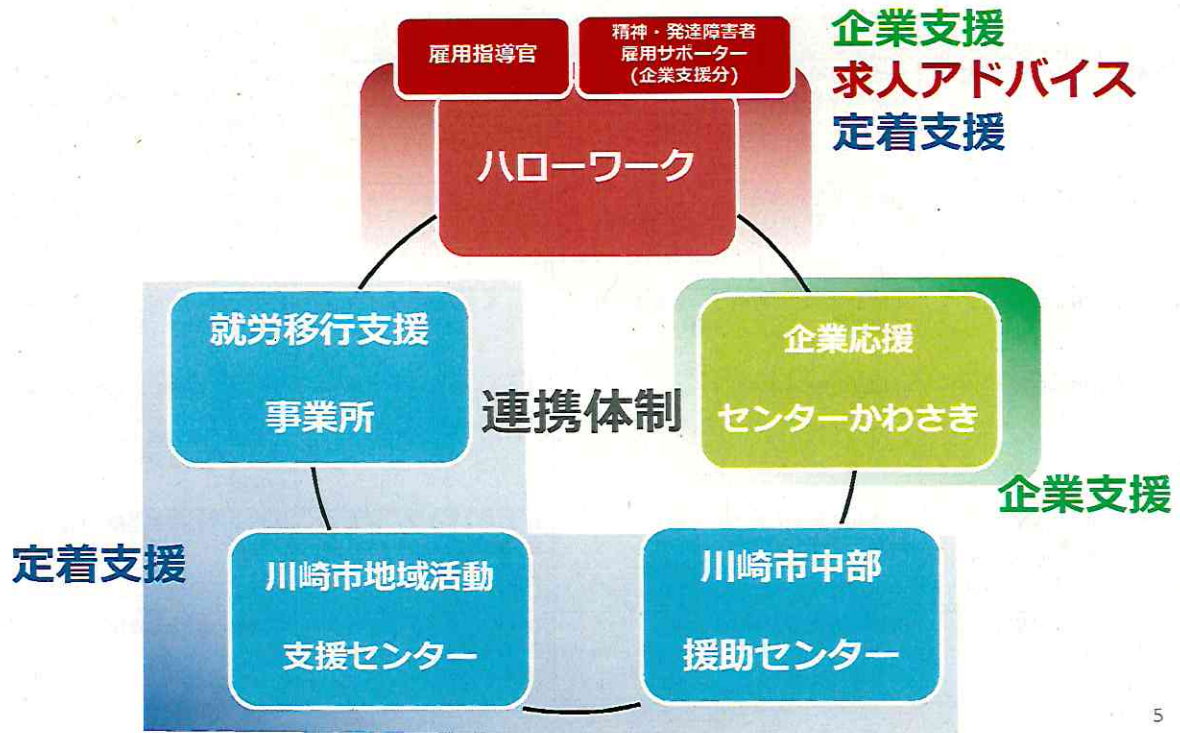 雇用指導官
精神・発達障害者
雇用サポーター
(企業支援分)
ハローワーク
企業支援
求人アドバイス
定着支援
就労移行支援
事業所
連携体制
企業応援
センターかわさき
企業支援
定着支援
川崎市地域活動
支援センター
川崎市中部
援助センター
5